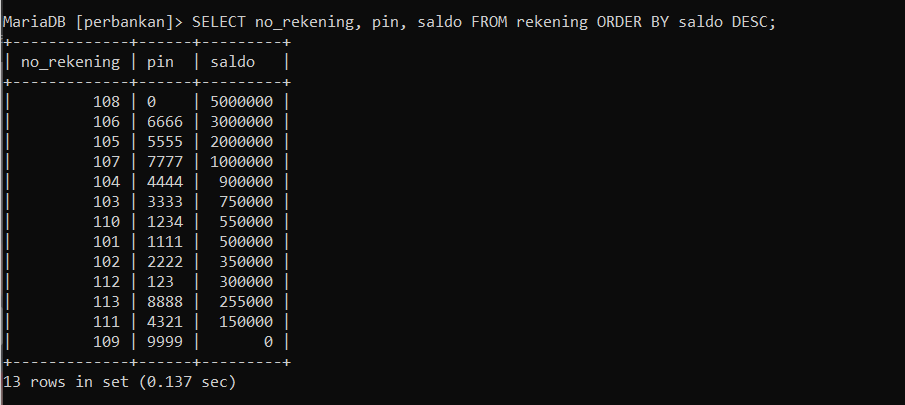 MariaDB [perbankan]> SELECT no_rekening, pin, saldo FROM rekening ORDER BY saldo DESC;
+-------------+------+---------+
| no_rekening | pin  | saldo   |
+-------------+------+---------+
|         108 | 0    | 5000000 |
|         106 | 6666 | 3000000 |
|         105 | 5555 | 2000000 |
|         107 | 7777 | 1000000 |
|         104 | 4444 |  900000 |
|         103 | 3333 |  750000 |
|         110 | 1234 |  550000 |
|         101 | 1111 |  500000 |
|         102 | 2222 |  350000 |
|         112 | 123  |  300000 |
|         113 | 8888 |  255000 |
|         111 | 4321 |  150000 |
|         109 | 9999 |       0 |
+-------------+------+---------+
13 rows in set (0.137 sec)